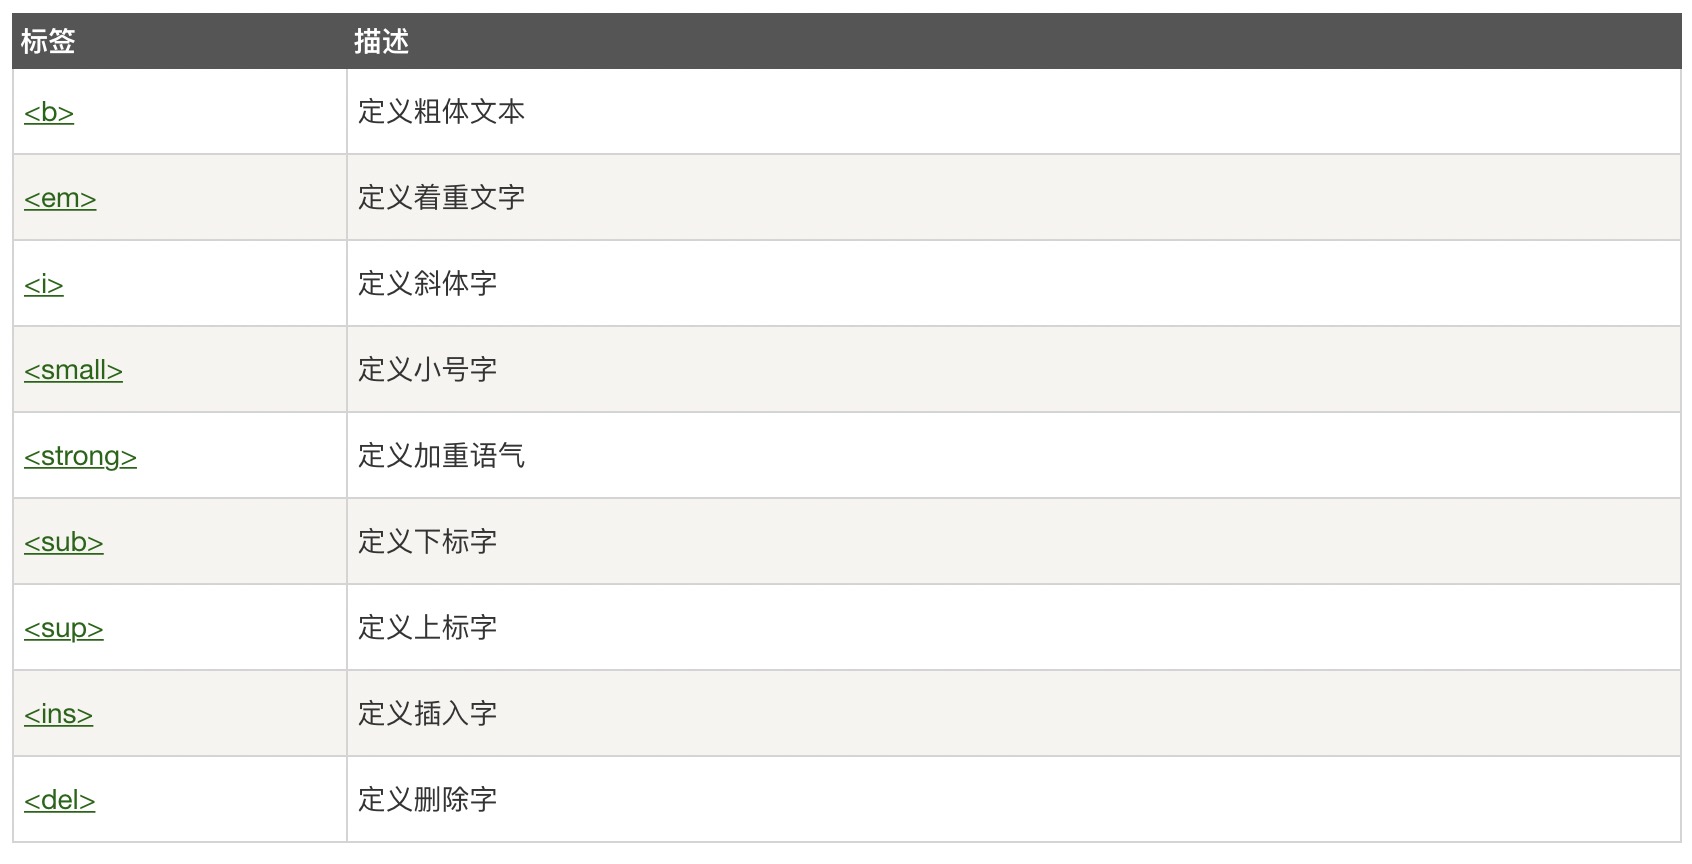 标签 描述
<b> 定义粗体文本
<em> 定义着重文字
<i> 定义斜体字
<small> 定义小号字
<strong> 定义加重语气
<sub> 定义下标字
<sup> 定义上标字
<ins> 定义插入字
<del> 定义删除字